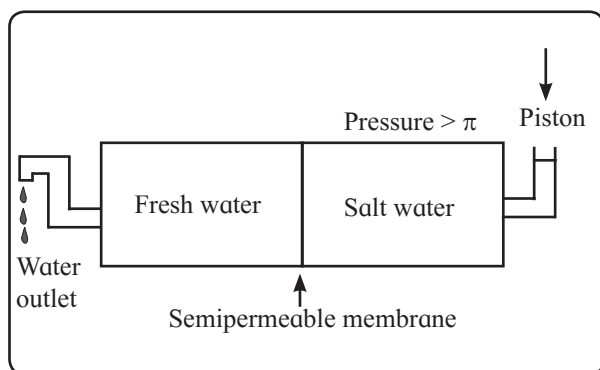 Pressure > π
Piston
Fresh water
Salt water
Water
outlet
Semipermeable membrane